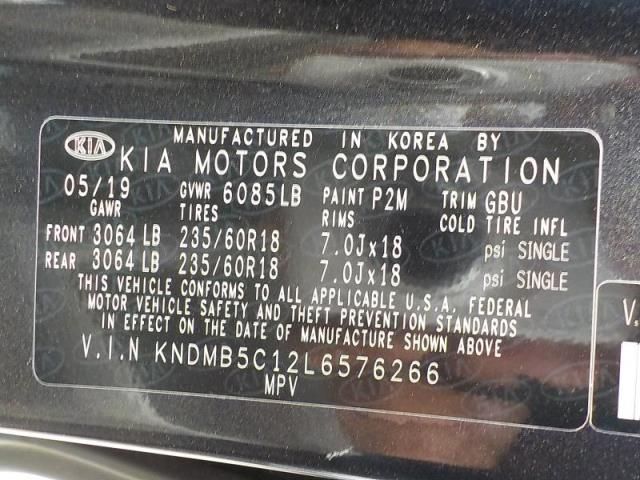 MANUFACTURED IN KOREA BY
KIA KIA MOTORS CORPORATION
05/19 GVWR 6085LB PAINT P2M TRIM GBU
GAWR TIRES RIMS COLD TIRE INFL
FRONT 3064 LB 235/60R18 7.0Jx18 psi SINGLE
REAR 3064 LB 235/60R18 7.0Jx18 psi SINGLE
THIS VEHICLE CONFORMS TO ALL APPLICABLE U.S.A. FEDERAL
MOTOR VEHICLE SAFETY AND THEFT PREVENTION STANDARDS
IN EFFECT ON THE DATE OF MANUFACTURE SHOWN ABOVE.
V.I.N KNDMB5C12L6576266
MPV
V.